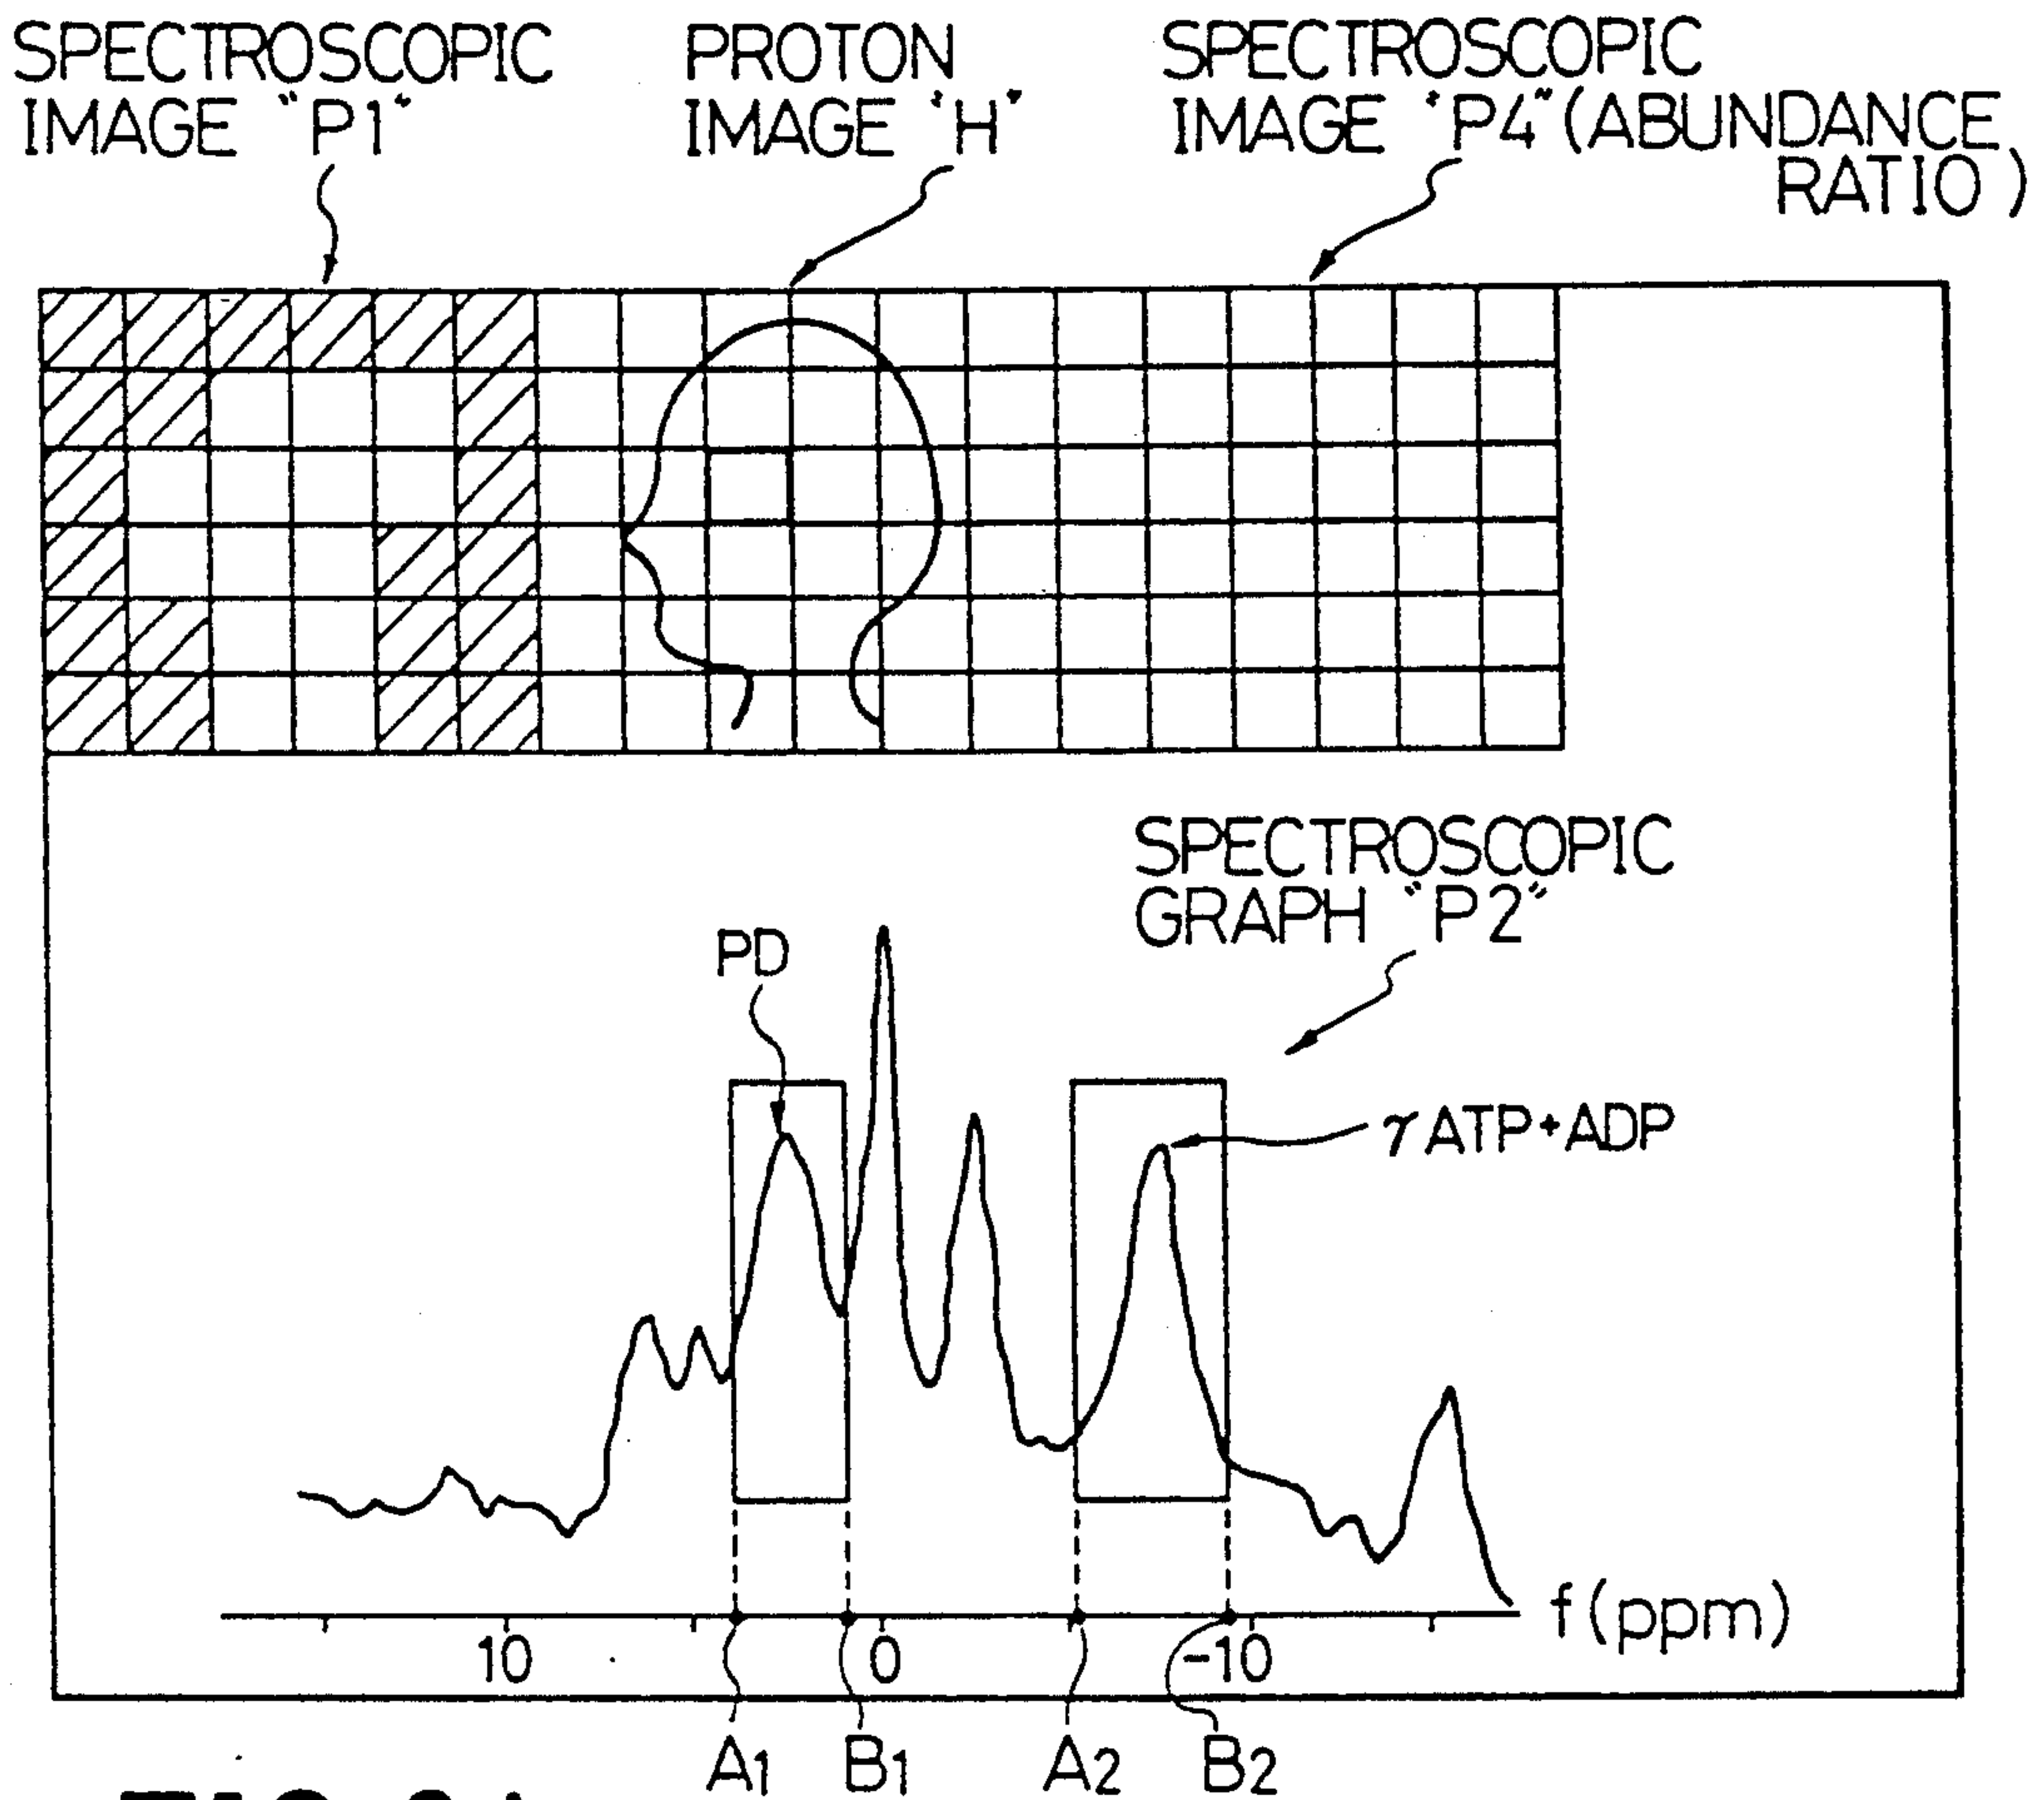 SPECTROSCOPIC
IMAGE "P1"
PROTON
IMAGE "H"
SPECTROSCOPIC
IMAGE "P4" (ABUNDANCE
RATIO)
SPECTROSCOPIC
GRAPH "P2"
PD
γATP+ADP
10
0
-10
f(ppm)
A1
B1
A2
B2